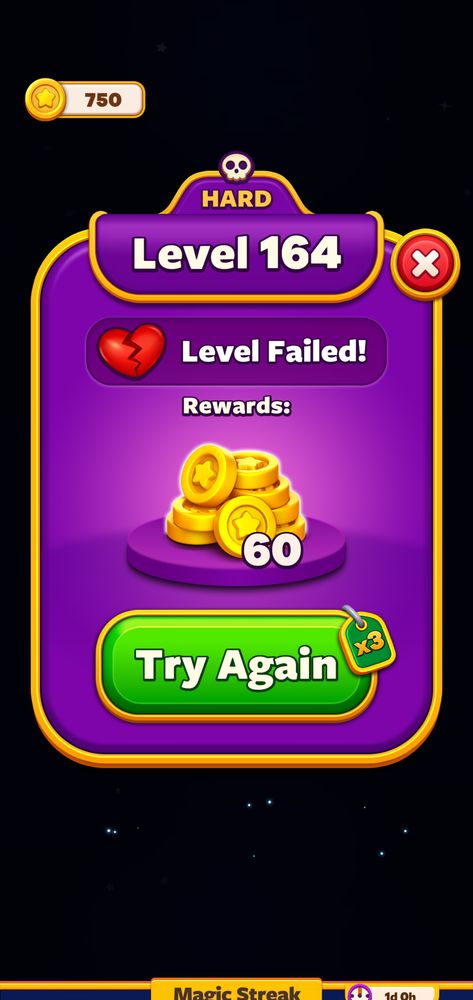 750
HARD
Level 164
Level Failed!
Rewards:
60
Try Again
x3
Magic Streak
1d 0h